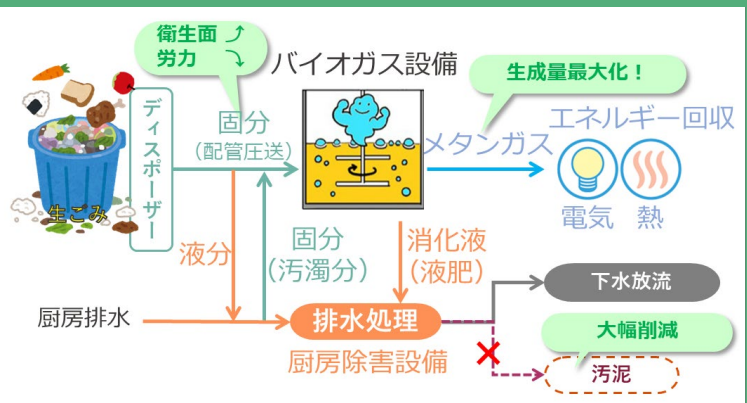 衛生面
労力
バイオガス設備
生成量最大化！
ディスポーザー
固分
（配管圧送）
メタンガス
エネルギー回収
生ごみ
電気
熱
液分
固分
（汚濁分）
消化液
（液肥）
下水放流
厨房排水
排水処理
大幅削減
厨房除害設備
汚泥